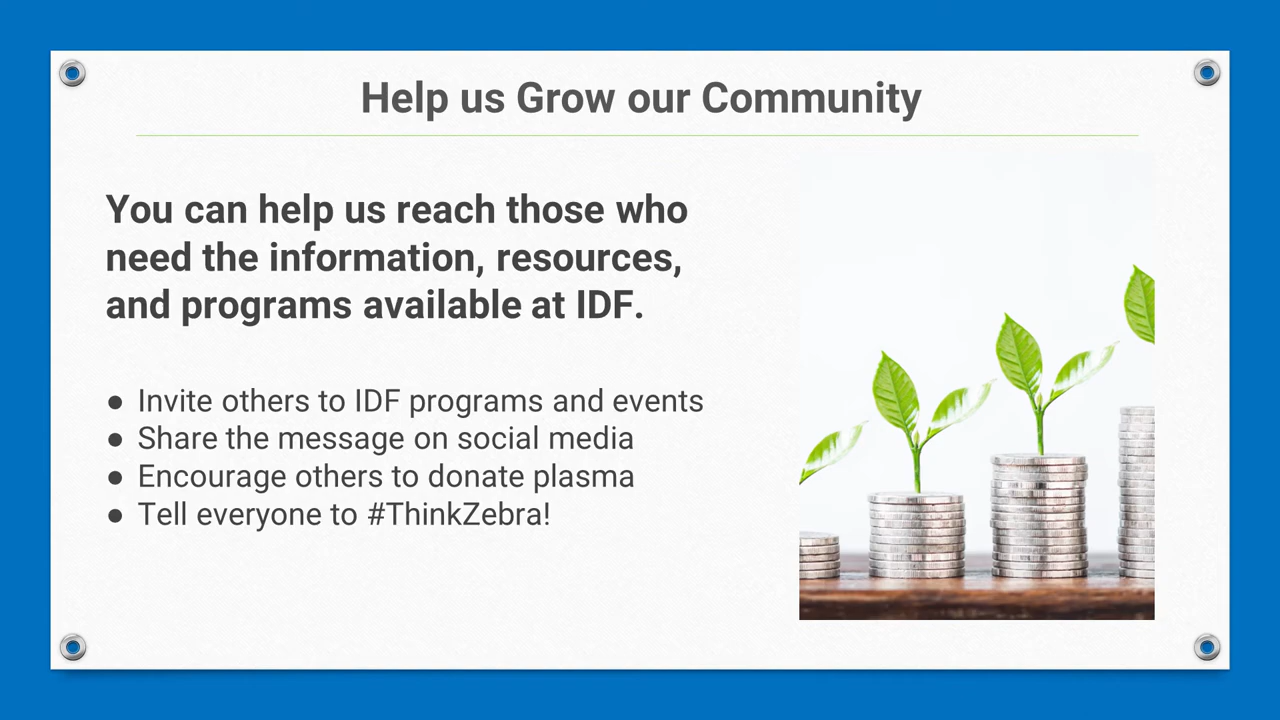 Help us Grow our Community
You can help us reach those who
need the information, resources,
and programs available at IDF.
● Invite others to IDF programs and events
● Share the message on social media
● Encourage others to donate plasma
● Tell everyone to #ThinkZebra!